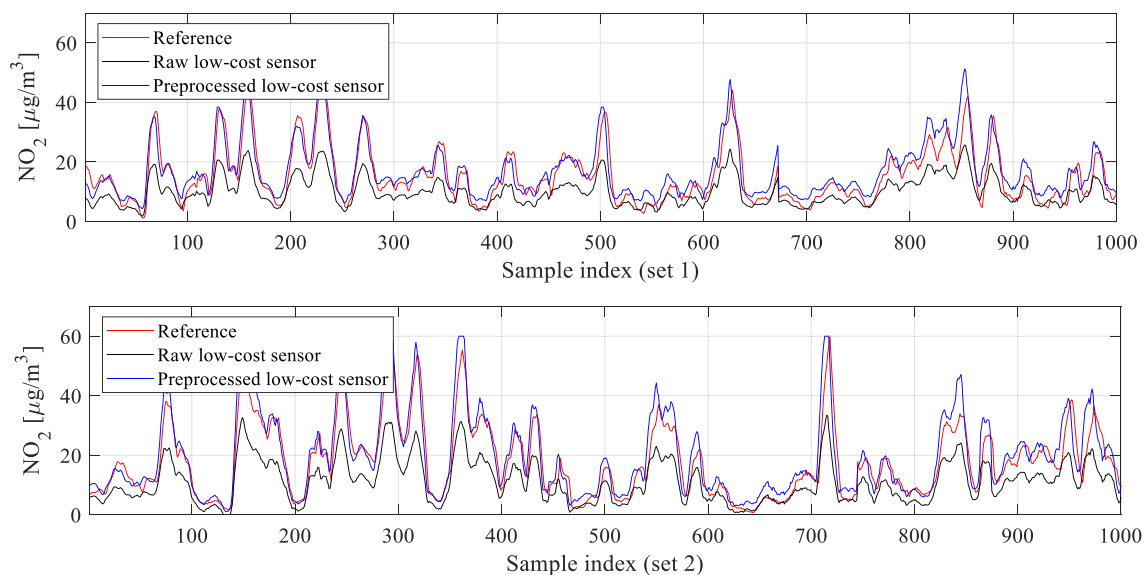 60
40
20
0
NO2 [μg/m3]
Reference
Raw low-cost sensor
Preprocessed low-cost sensor
100 200 300 400 500 600 700 800 900 1000
Sample index (set 1)
60
40
20
0
NO2 [μg/m3]
Reference
Raw low-cost sensor
Preprocessed low-cost sensor
100 200 300 400 500 600 700 800 900 1000
Sample index (set 2)